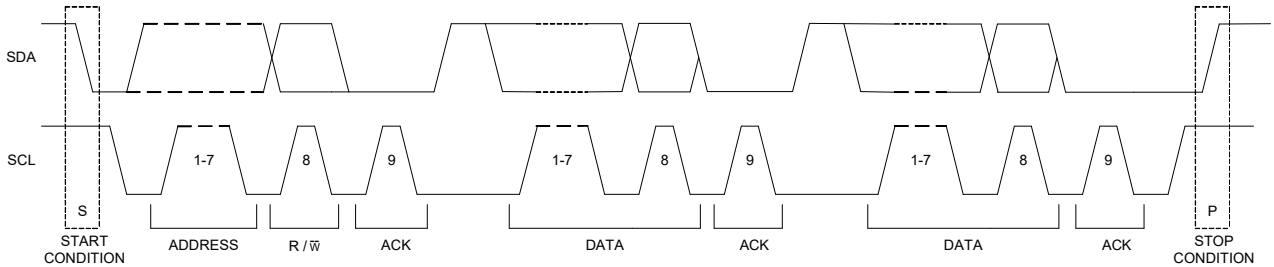 SDA
SCL
1-7 8 9 1-7 8 9 1-7 8 9
S P
START CONDITION
ADDRESS
R / W̅
ACK
DATA
ACK
DATA
ACK
STOP CONDITION